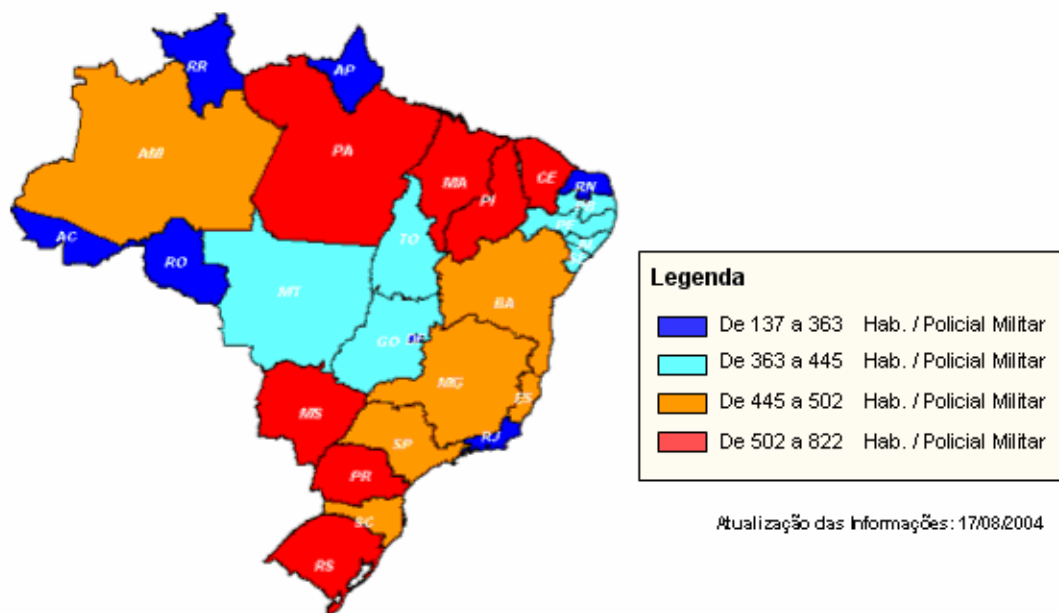 RR
AP
AM
PA
MA
CE
RN
PI
PE
AC
RO
TO
MT
BA
GO
DF
MG
ES
MS
SP
RJ
PR
SC
RS
Legenda
De 137 a 363 Hab. / Policial Militar
De 363 a 445 Hab. / Policial Militar
De 445 a 502 Hab. / Policial Militar
De 502 a 822 Hab. / Policial Militar
Atualização das Informações: 17/08/2004